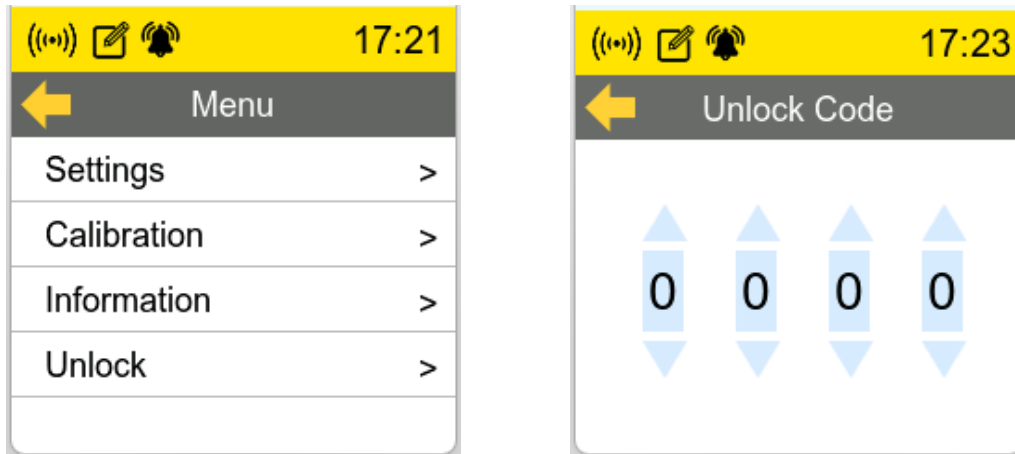 17:21
Menu
Settings >
Calibration >
Information >
Unlock >
17:23
Unlock Code
0 0 0 0